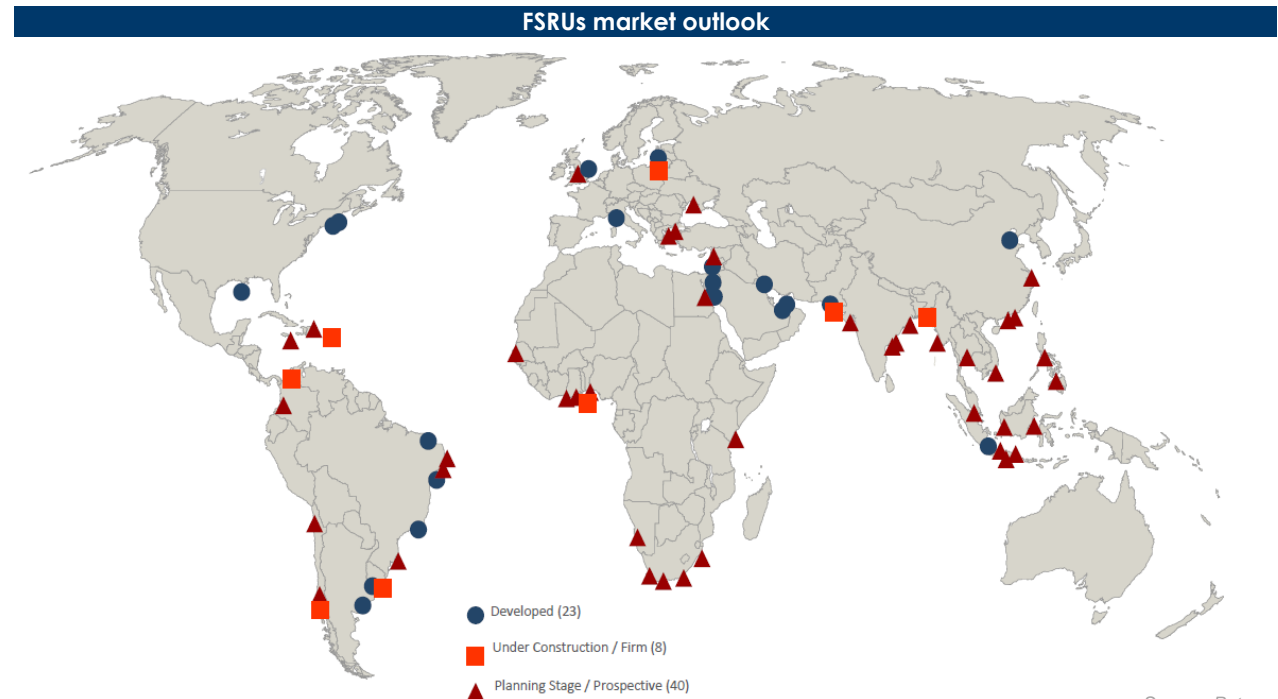 FSRUs market outlook
Developed (23)
Under Construction / Firm (8)
Planning Stage / Prospective (40)